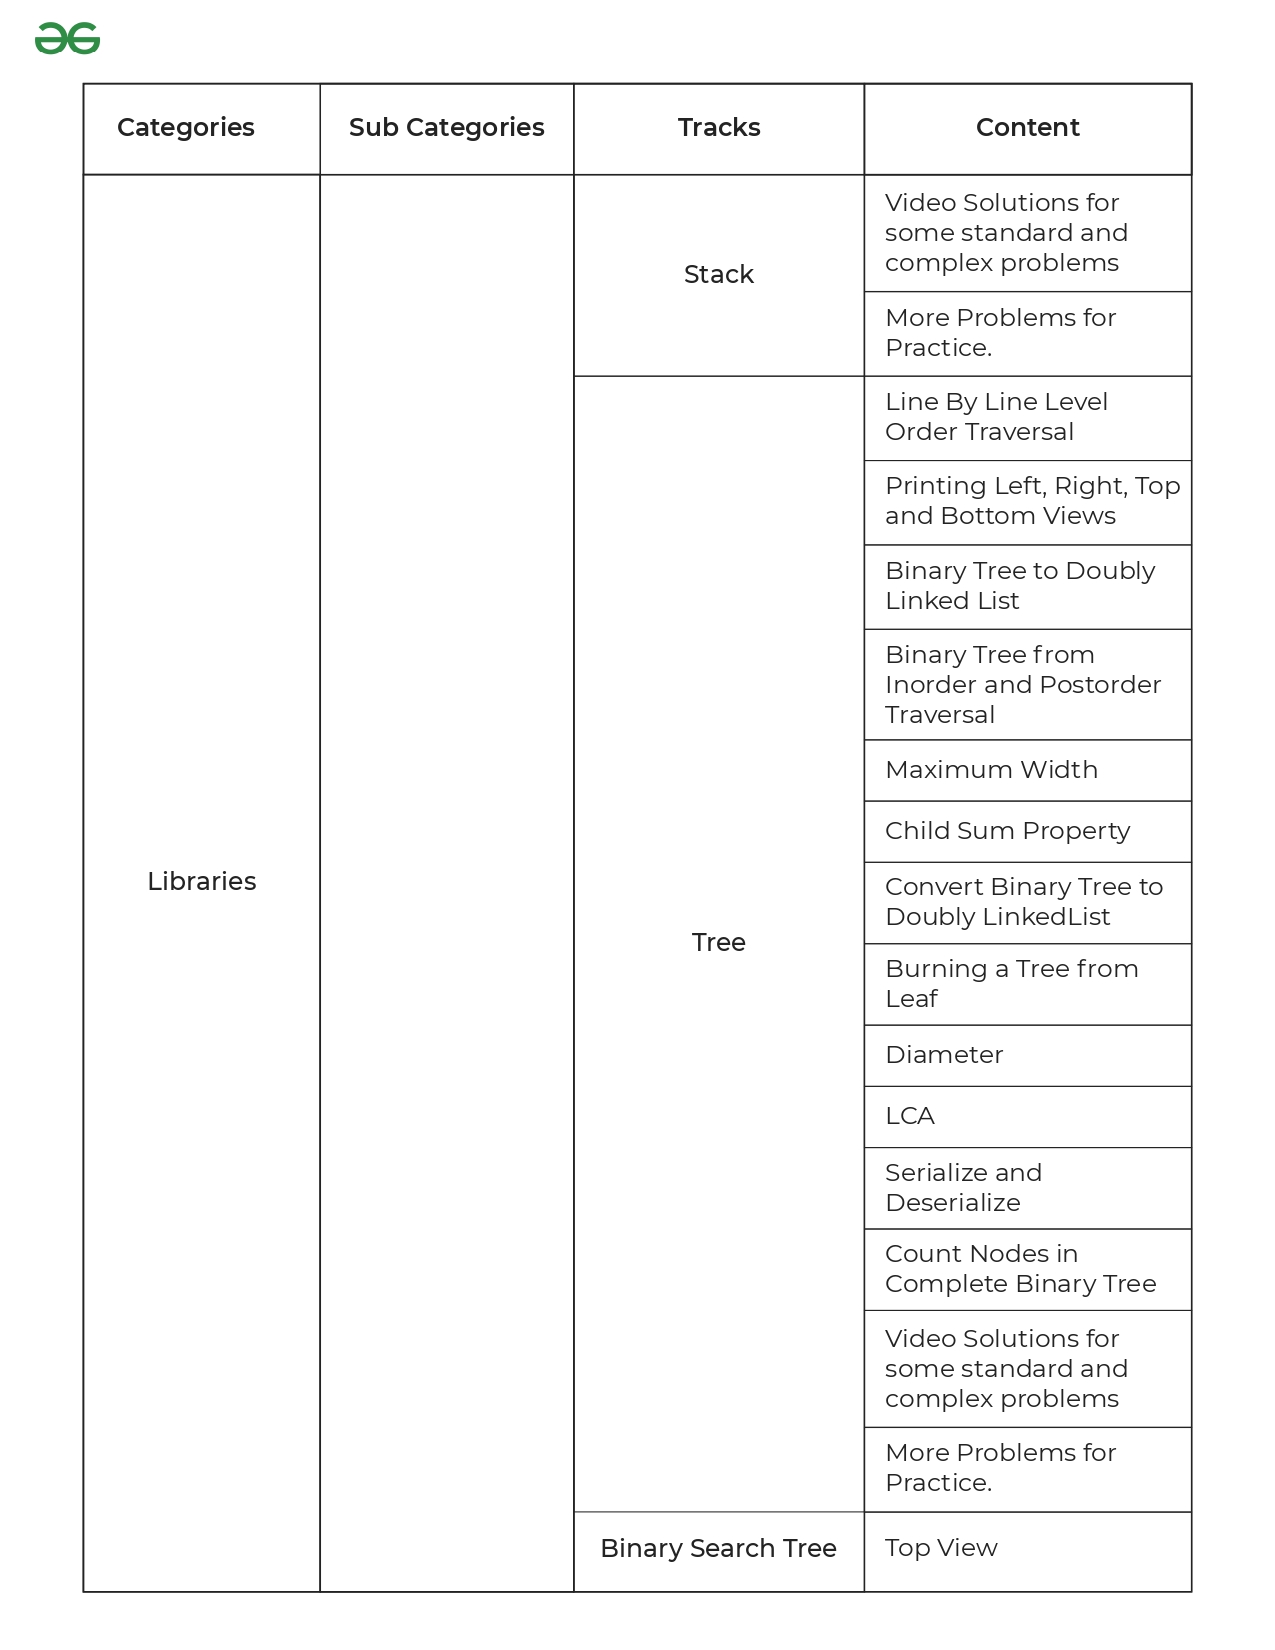 Categories
Sub Categories
Tracks
Content
Libraries
Stack
Video Solutions for
some standard and
complex problems
More Problems for
Practice.
Tree
Line By Line Level
Order Traversal
Printing Left, Right, Top
and Bottom Views
Binary Tree to Doubly
Linked List
Binary Tree from
Inorder and Postorder
Traversal
Maximum Width
Child Sum Property
Convert Binary Tree to
Doubly LinkedList
Burning a Tree from
Leaf
Diameter
LCA
Serialize and
Deserialize
Count Nodes in
Complete Binary Tree
Video Solutions for
some standard and
complex problems
More Problems for
Practice.
Binary Search Tree
Top View